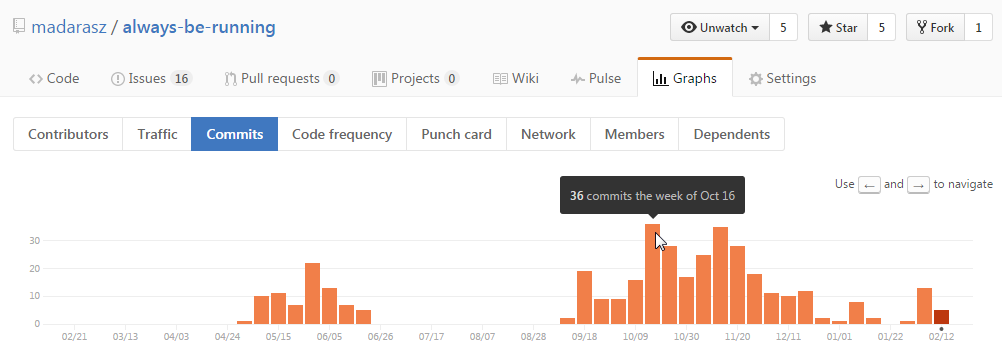 madarasz / always-be-running
Unwatch 5 Star 5 Fork 1
Code Issues 16 Pull requests 0 Projects 0 Wiki Pulse Graphs Settings
Contributors Traffic Commits Code frequency Punch card Network Members Dependents
Use ← and → to navigate
36 commits the week of Oct 16
30
20
10
0
02/21 03/13 04/03 04/24 05/15 06/05 06/26 07/17 08/07 08/28 09/18 10/09 10/30 11/20 12/11 01/01 01/22 02/12